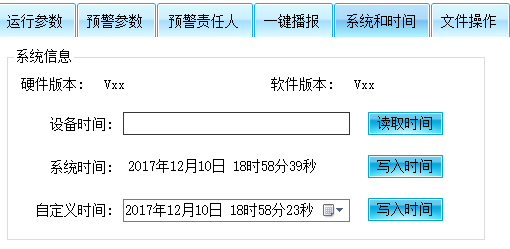 运行参数 预警参数 预警责任人 一键播报 系统和时间 文件操作
系统信息
硬件版本： Vxx 软件版本： Vxx
设备时间： 读取时间
系统时间： 2017年12月10日 18时58分39秒 写入时间
自定义时间： 2017年12月10日 18时58分23秒 写入时间